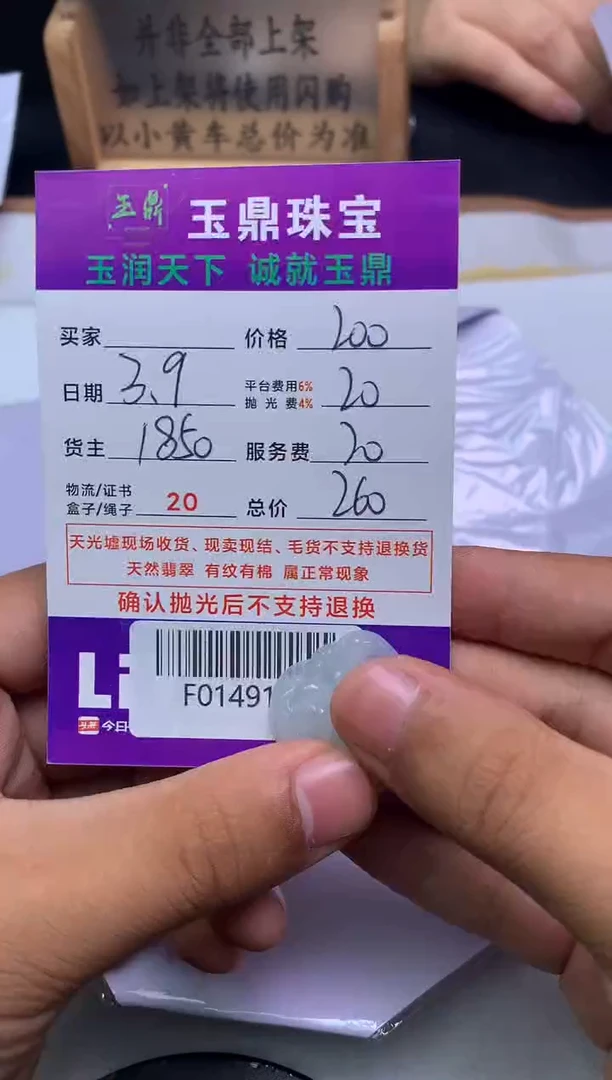 并非全部上架
如上架将使用闪购
以小黄车总价为准
玉鼎 玉鼎珠宝
玉润天下 诚就玉鼎
买家 价格 200
日期 3.9 平台费用6% 抛光费4% 20
货主 1850 服务费 20
物流/证书 盒子/绳子 20 总价 260
天光墟现场收货、现卖现结、毛货不支持退换货
天然翡翠 有纹有棉 属正常现象
确认抛光后不支持退换
Li
F01491
今日